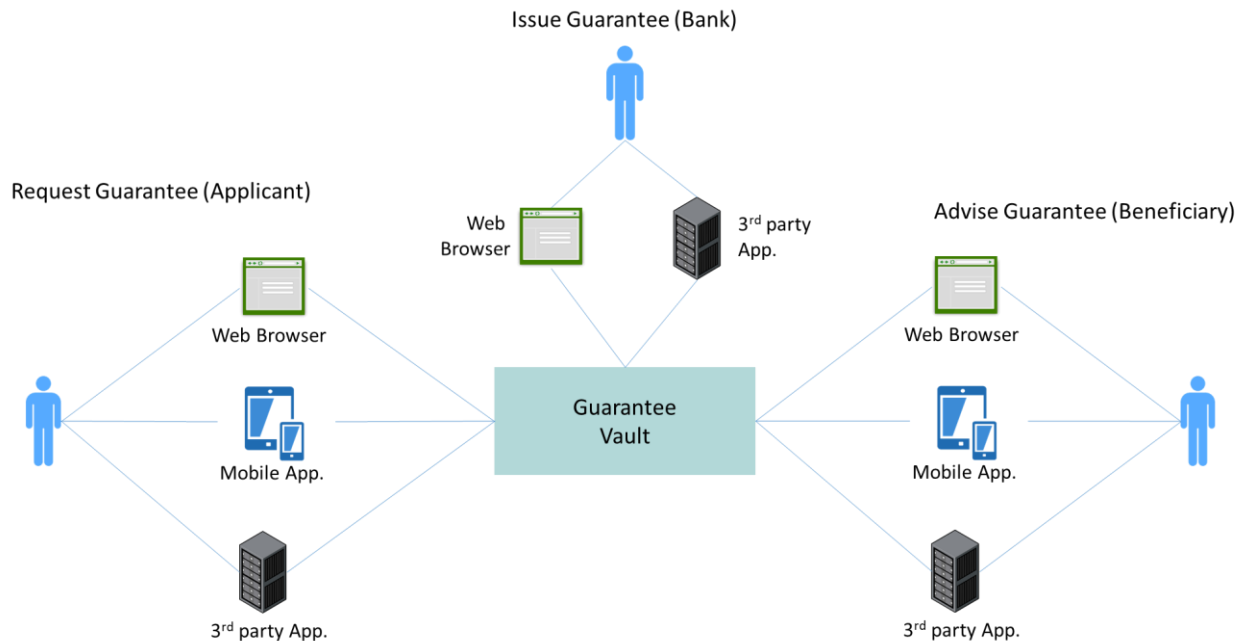 Issue Guarantee (Bank)
Request Guarantee (Applicant)
Web
Browser
3rd party
App.
Advise Guarantee (Beneficiary)
Web Browser
Web Browser
Guarantee
Vault
Mobile App.
Mobile App.
3rd party App.
3rd party App.